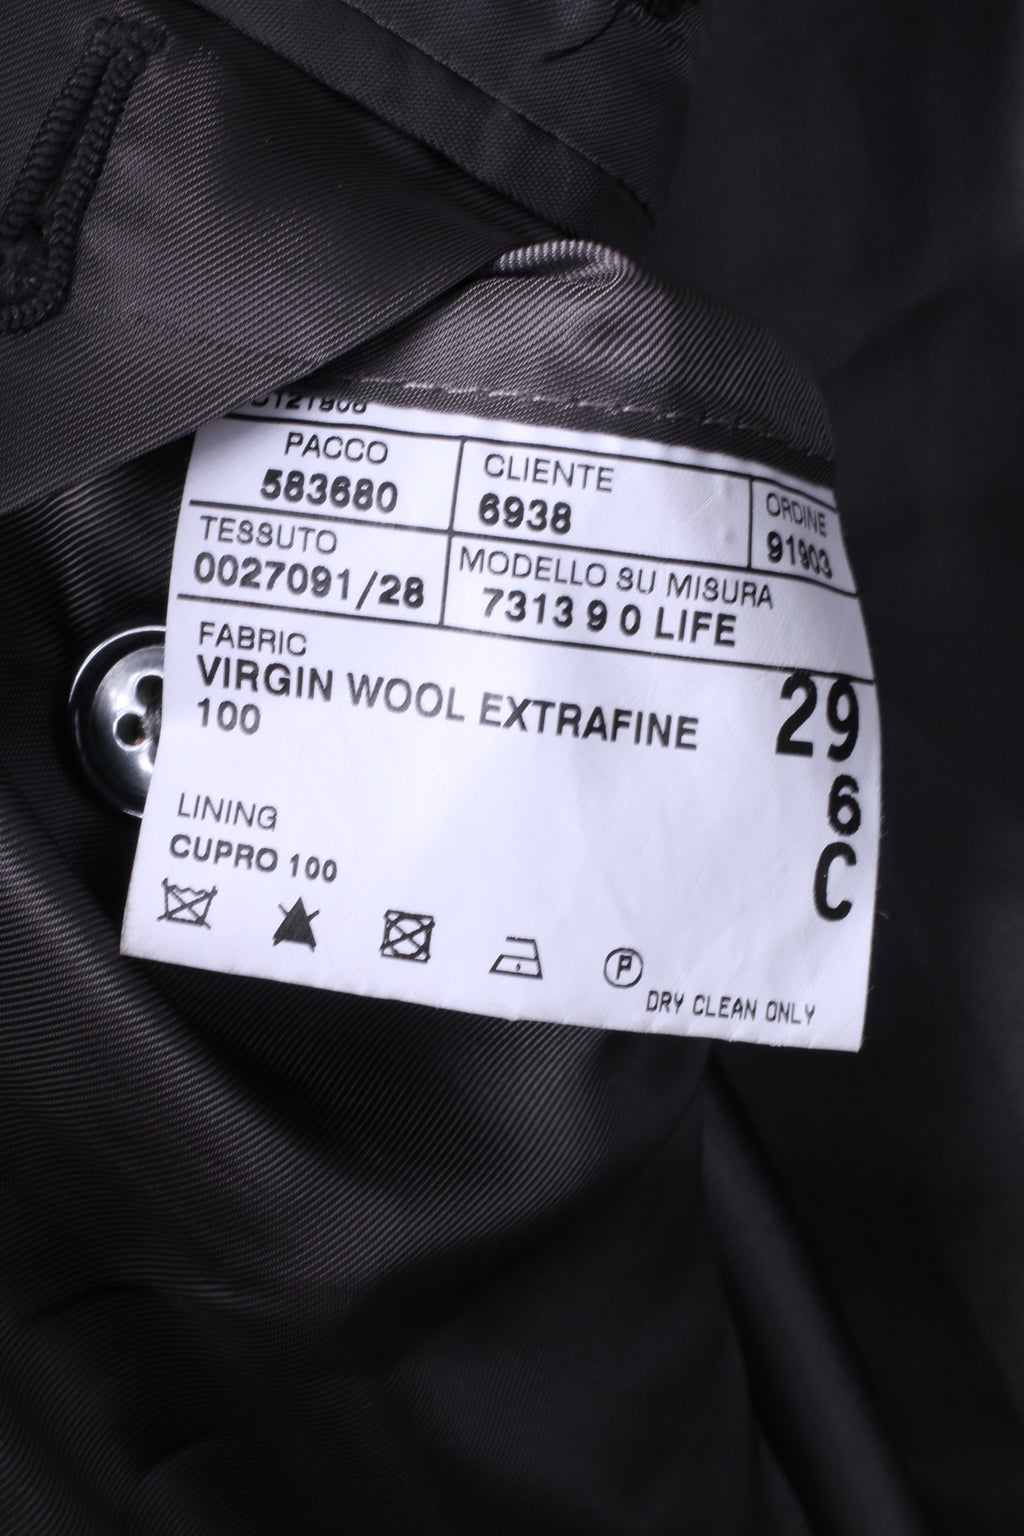 PACCO
583680
CLIENTE
6938
ORDINE
91903
TESSUTO
0027091/28
MODELLO SU MISURA
7313 9 0 LIFE
FABRIC
VIRGIN WOOL EXTRAFINE
100
29
6
C
LINING
CUPRO 100
P
DRY CLEAN ONLY